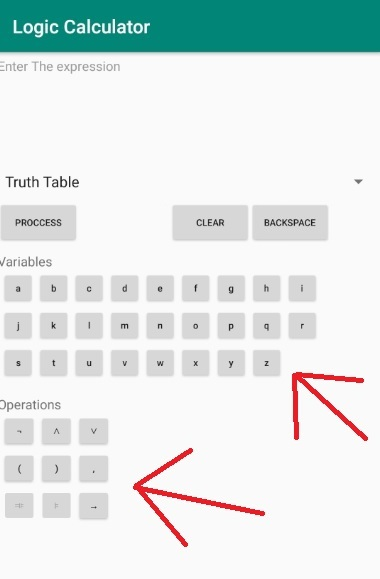 Logic Calculator
Enter The expression
Truth Table
PROCCESS CLEAR BACKSPACE
Variables
a b c d e f g h i
j k l m n o p q r
s t u v w x y z
Operations
¬ ∧ ∨
( ) ,
→